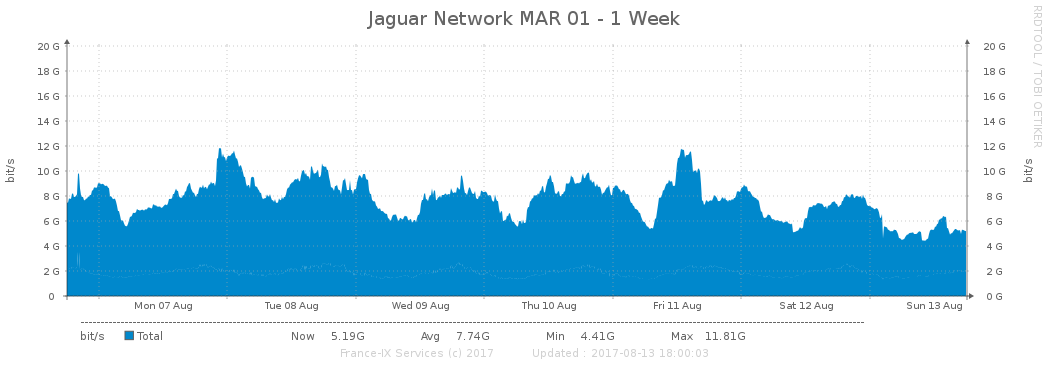 Jaguar Network MAR 01 - 1 Week
RRDTOOL / TOBI OETIKER
bit/s
bit/s
20 G 20 G
18 G 18 G
16 G 16 G
14 G 14 G
12 G 12 G
10 G 10 G
8 G 8 G
6 G 6 G
4 G 4 G
2 G 2 G
0 0 G
Mon 07 Aug Tue 08 Aug Wed 09 Aug Thu 10 Aug Fri 11 Aug Sat 12 Aug Sun 13 Aug
bit/s Total Now 5.19G Avg 7.74G Min 4.41G Max 11.81G
France-IX Services (c) 2017 Updated : 2017-08-13 18:00:03